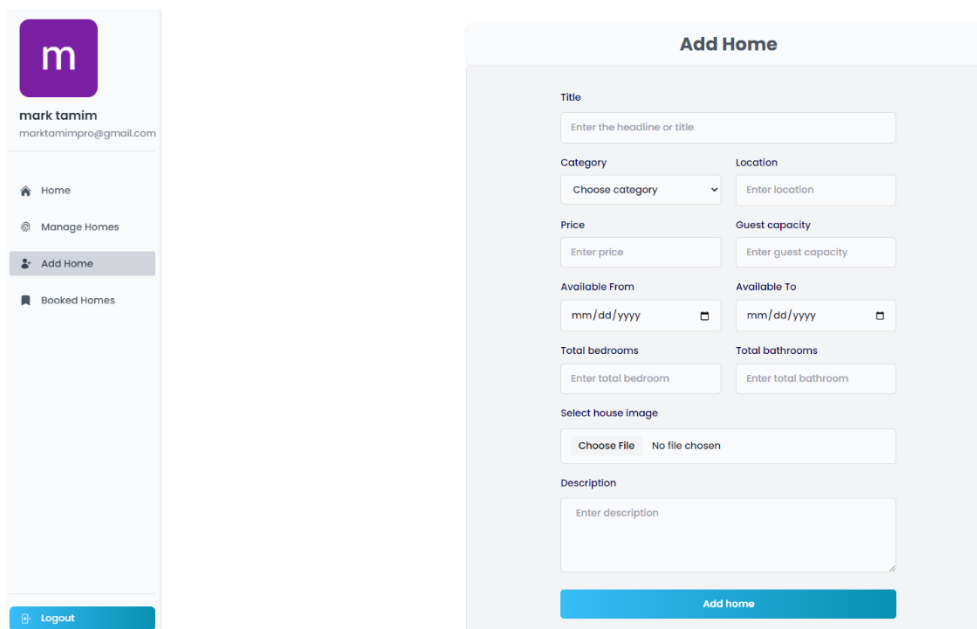 m
mark tamim
marktamimpro@gmail.com
Home
Manage Homes
Add Home
Booked Homes
Logout
Add Home
Title
Enter the headline or title
Category Location
Choose category Enter location
Price Guest capacity
Enter price Enter guest capacity
Available From Available To
mm/dd/yyyy mm/dd/yyyy
Total bedrooms Total bathrooms
Enter total bedroom Enter total bathroom
Select house image
Choose File No file chosen
Description
Enter description
Add home